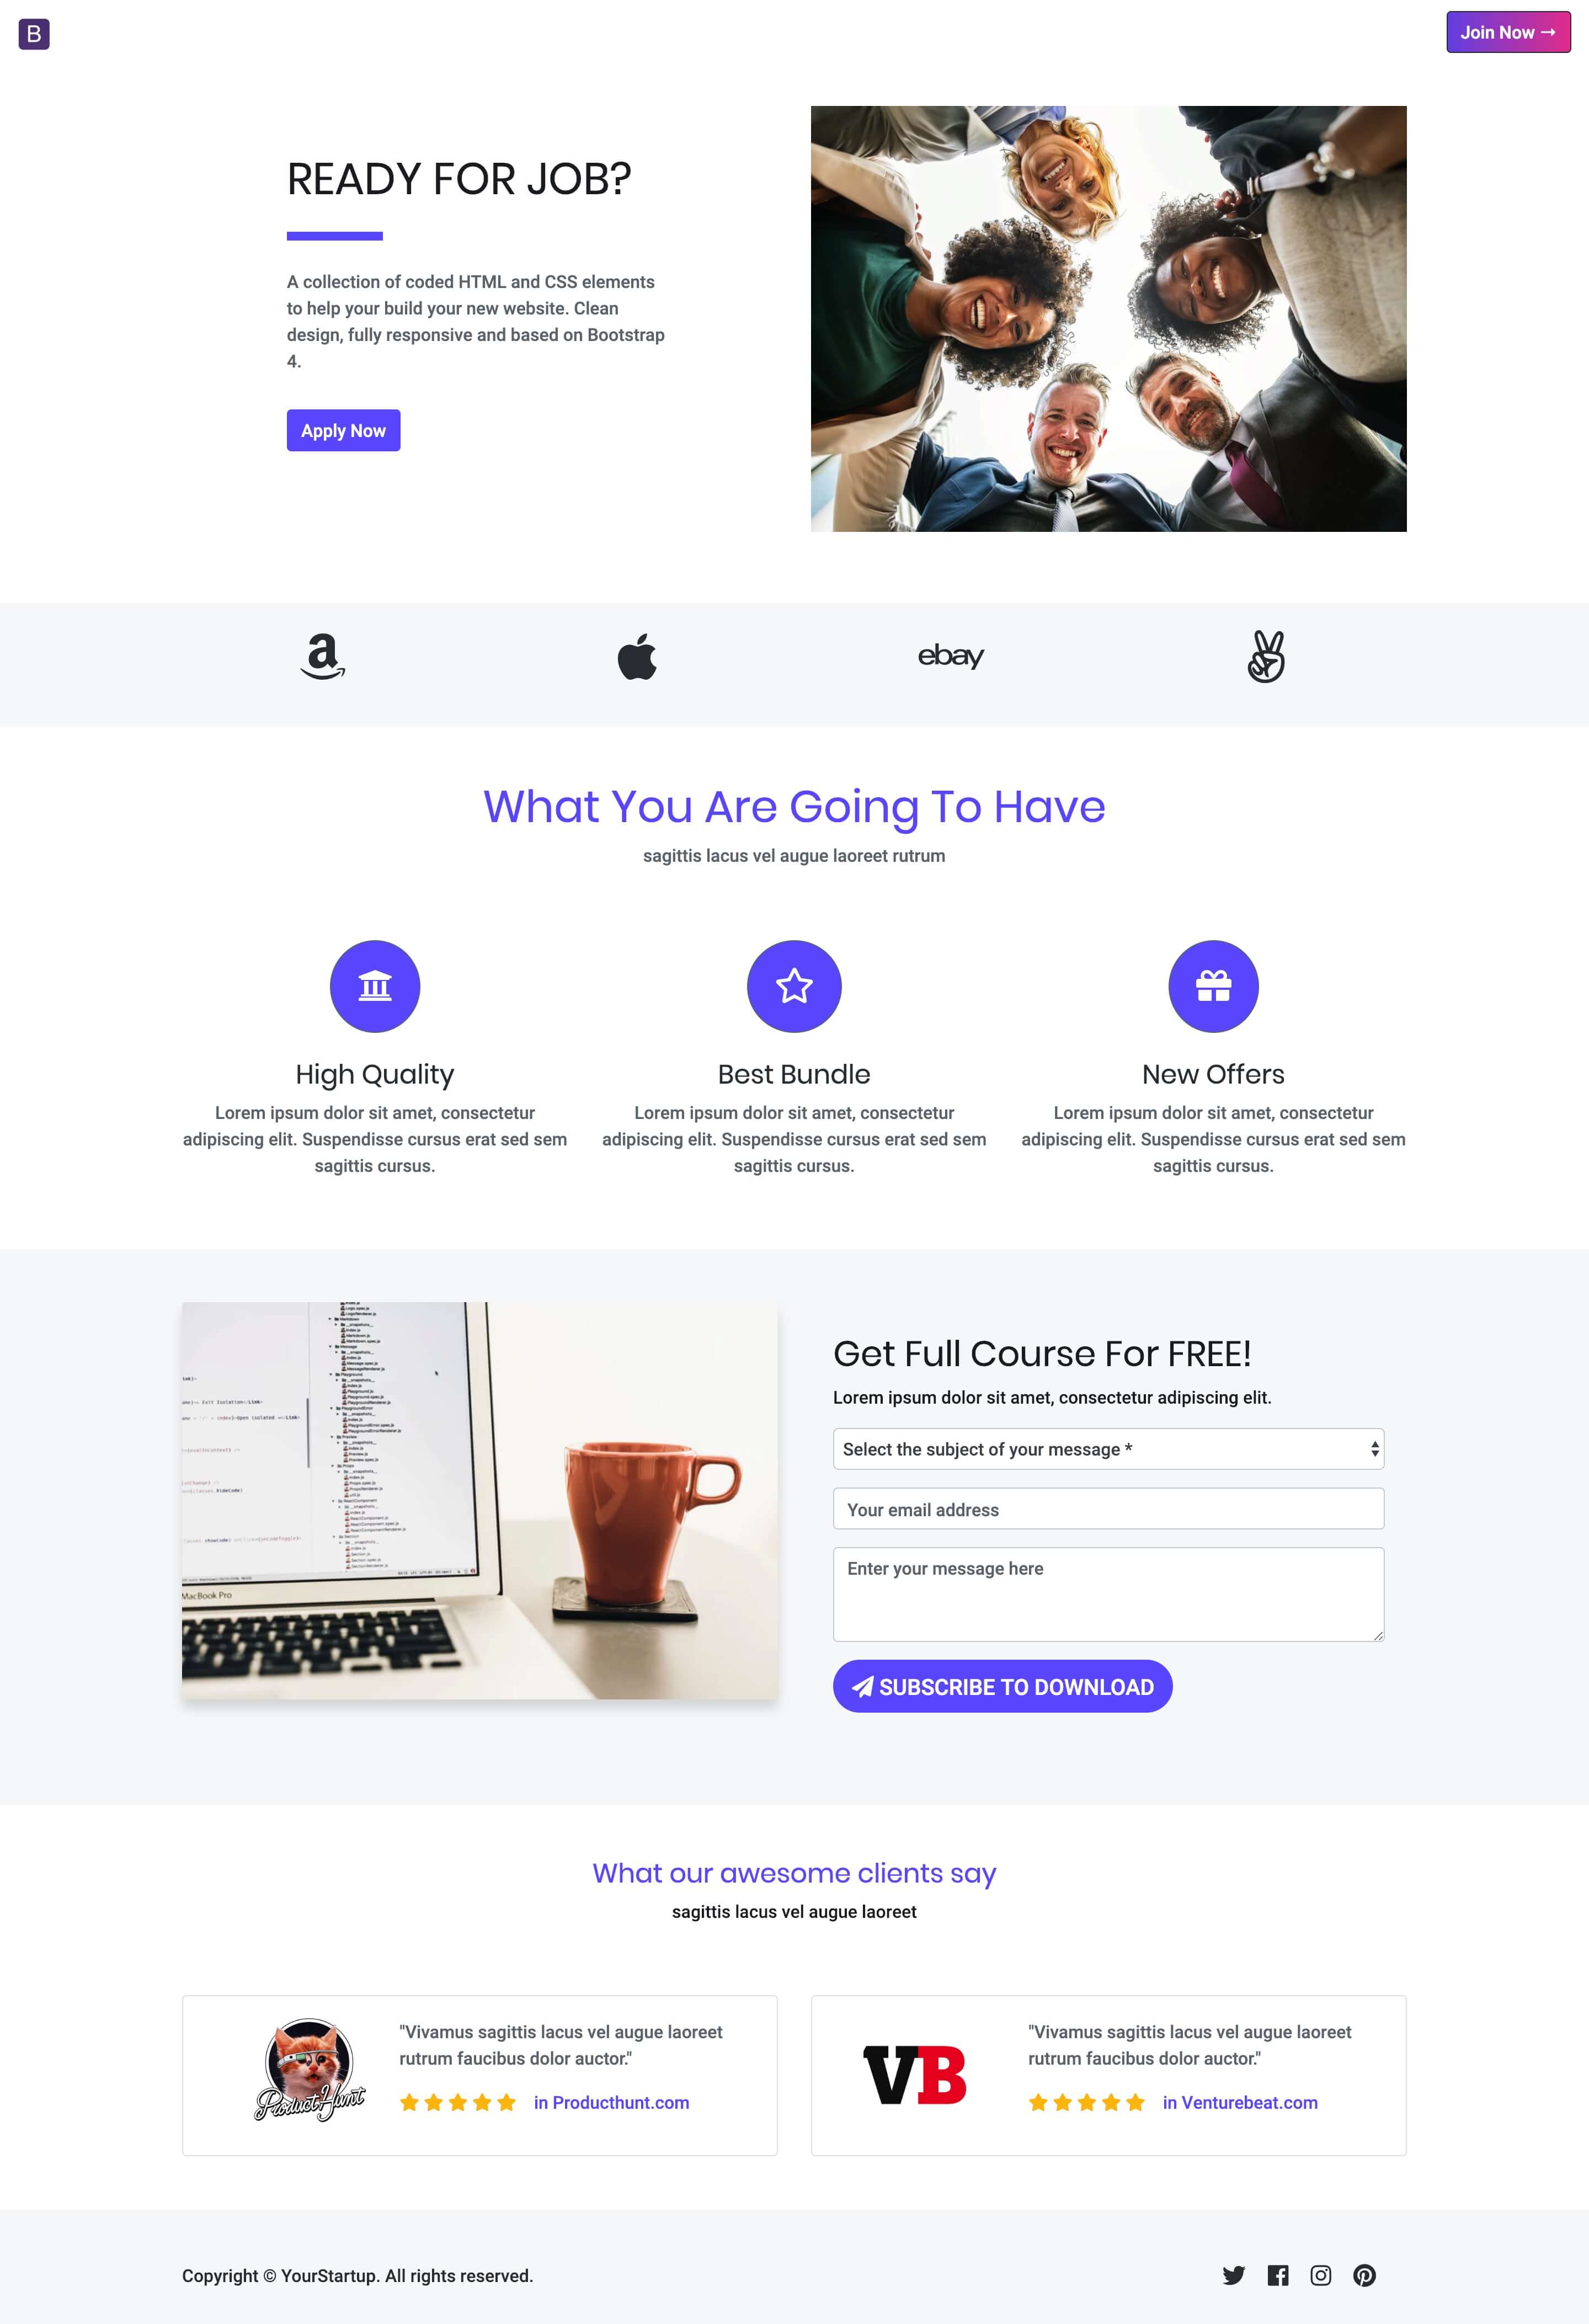 B
Join Now →
READY FOR JOB?
A collection of coded HTML and CSS elements
to help your build your new website. Clean
design, fully responsive and based on Bootstrap
4.
Apply Now
a
ebay
What You Are Going To Have
sagittis lacus vel augue laoreet rutrum
High Quality
Best Bundle
New Offers
Lorem ipsum dolor sit amet, consectetur
adipiscing elit. Suspendisse cursus erat sed sem
sagittis cursus.
Lorem ipsum dolor sit amet, consectetur
adipiscing elit. Suspendisse cursus erat sed sem
sagittis cursus.
Lorem ipsum dolor sit amet, consectetur
adipiscing elit. Suspendisse cursus erat sed sem
sagittis cursus.
MacBook Pro
Get Full Course For FREE!
Lorem ipsum dolor sit amet, consectetur adipiscing elit.
Select the subject of your message *
Your email address
Enter your message here
SUBSCRIBE TO DOWNLOAD
What our awesome clients say
sagittis lacus vel augue laoreet
Product Hunt
"Vivamus sagittis lacus vel augue laoreet
rutrum faucibus dolor auctor."
in Producthunt.com
VB
"Vivamus sagittis lacus vel augue laoreet
rutrum faucibus dolor auctor."
in Venturebeat.com
Copyright © YourStartup. All rights reserved.